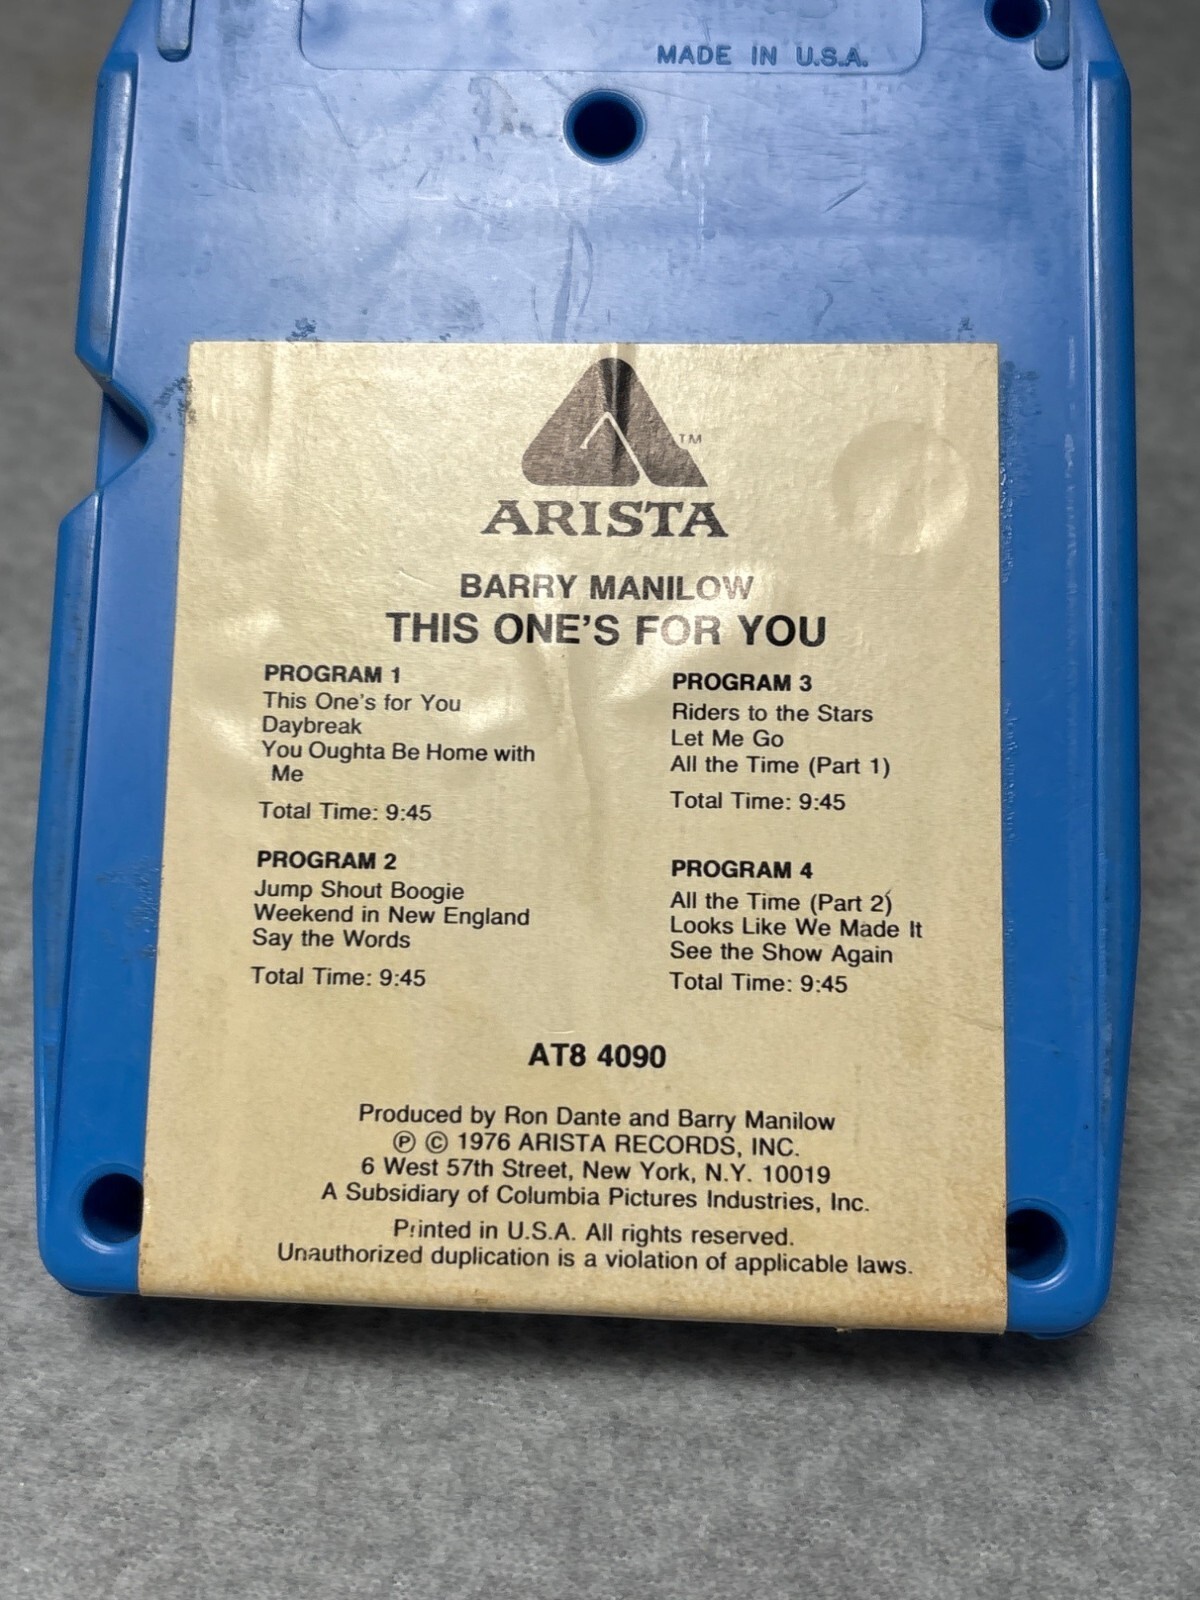 MADE IN U.S.A.
TM
ARISTA
BARRY MANILOW
THIS ONE'S FOR YOU
PROGRAM 1
This One's for You
Daybreak
You Oughta Be Home with
Me
Total Time: 9:45
PROGRAM 2
Jump Shout Boogie
Weekend in New England
Say the Words
Total Time: 9:45
PROGRAM 3
Riders to the Stars
Let Me Go
All the Time (Part 1)
Total Time: 9:45
PROGRAM 4
All the Time (Part 2)
Looks Like We Made It
See the Show Again
Total Time: 9:45
AT8 4090
Produced by Ron Dante and Barry Manilow
℗ © 1976 ARISTA RECORDS, INC.
6 West 57th Street, New York, N.Y. 10019
A Subsidiary of Columbia Pictures Industries, Inc.
Printed in U.S.A. All rights reserved.
Unauthorized duplication is a violation of applicable laws.